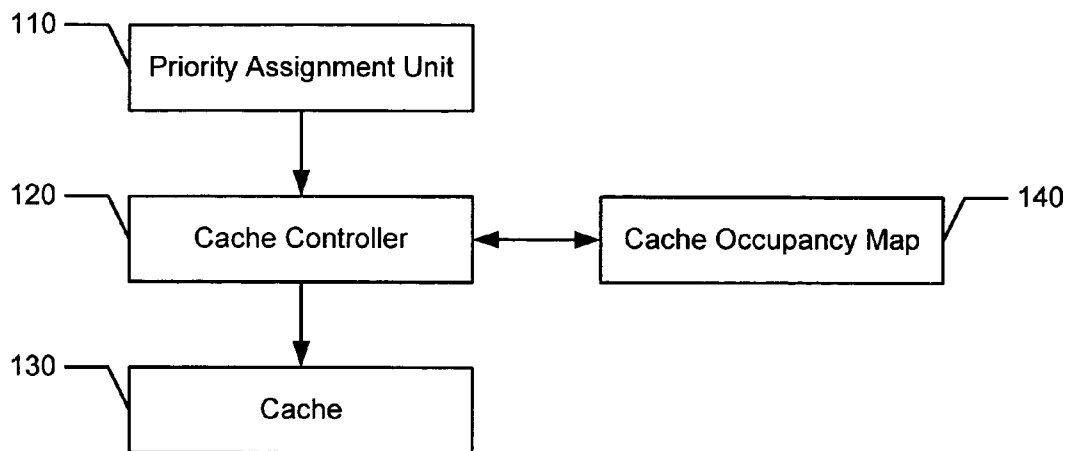 110
Priority Assignment Unit
120
Cache Controller
140
Cache Occupancy Map
130
Cache